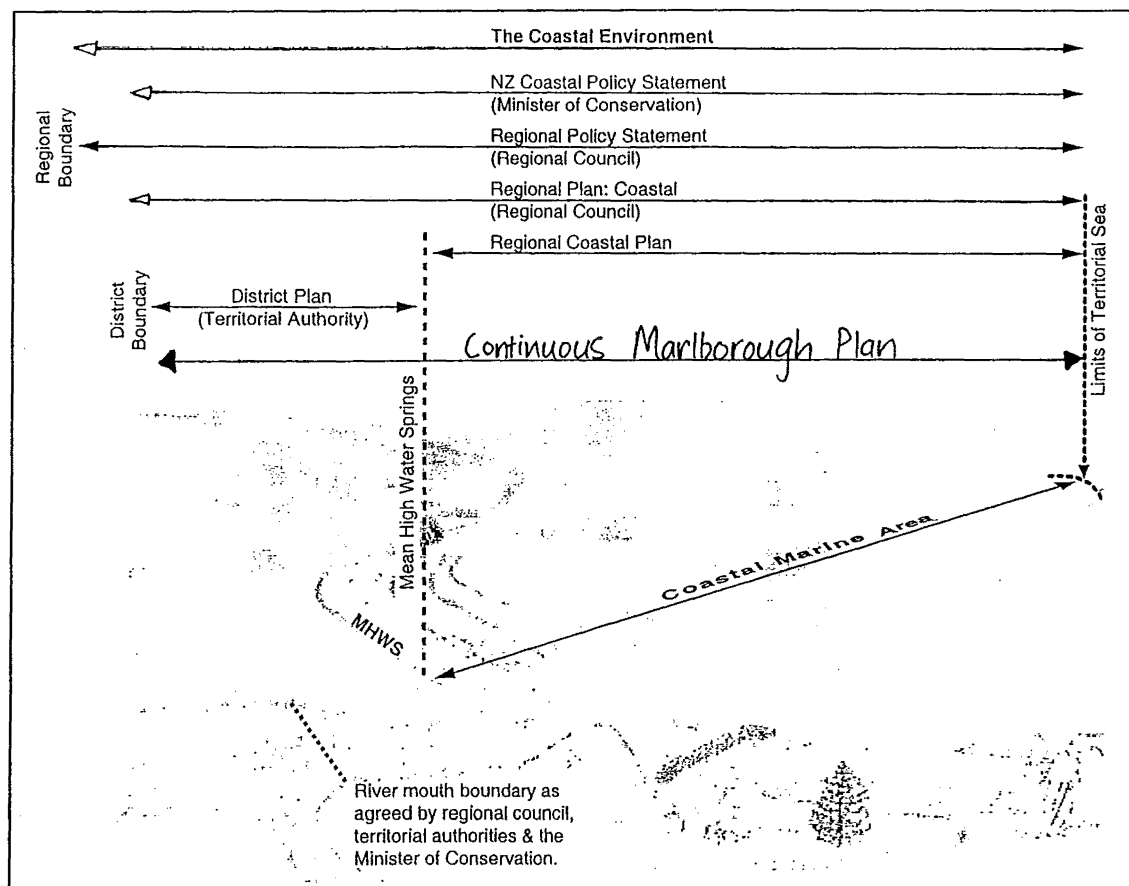 The Coastal Environment
NZ Coastal Policy Statement
(Minister of Conservation)
Regional
Boundary
Regional Policy Statement
(Regional Council)
Regional Plan: Coastal
(Regional Council)
Regional Coastal Plan
District
Boundary
District Plan
(Territorial Authority)
Limits of Territorial Sea
Continuous Marlborough Plan
Mean High Water Springs
Coastal Marine Area
MHWS
River mouth boundary as
agreed by regional council,
territorial authorities & the
Minister of Conservation.